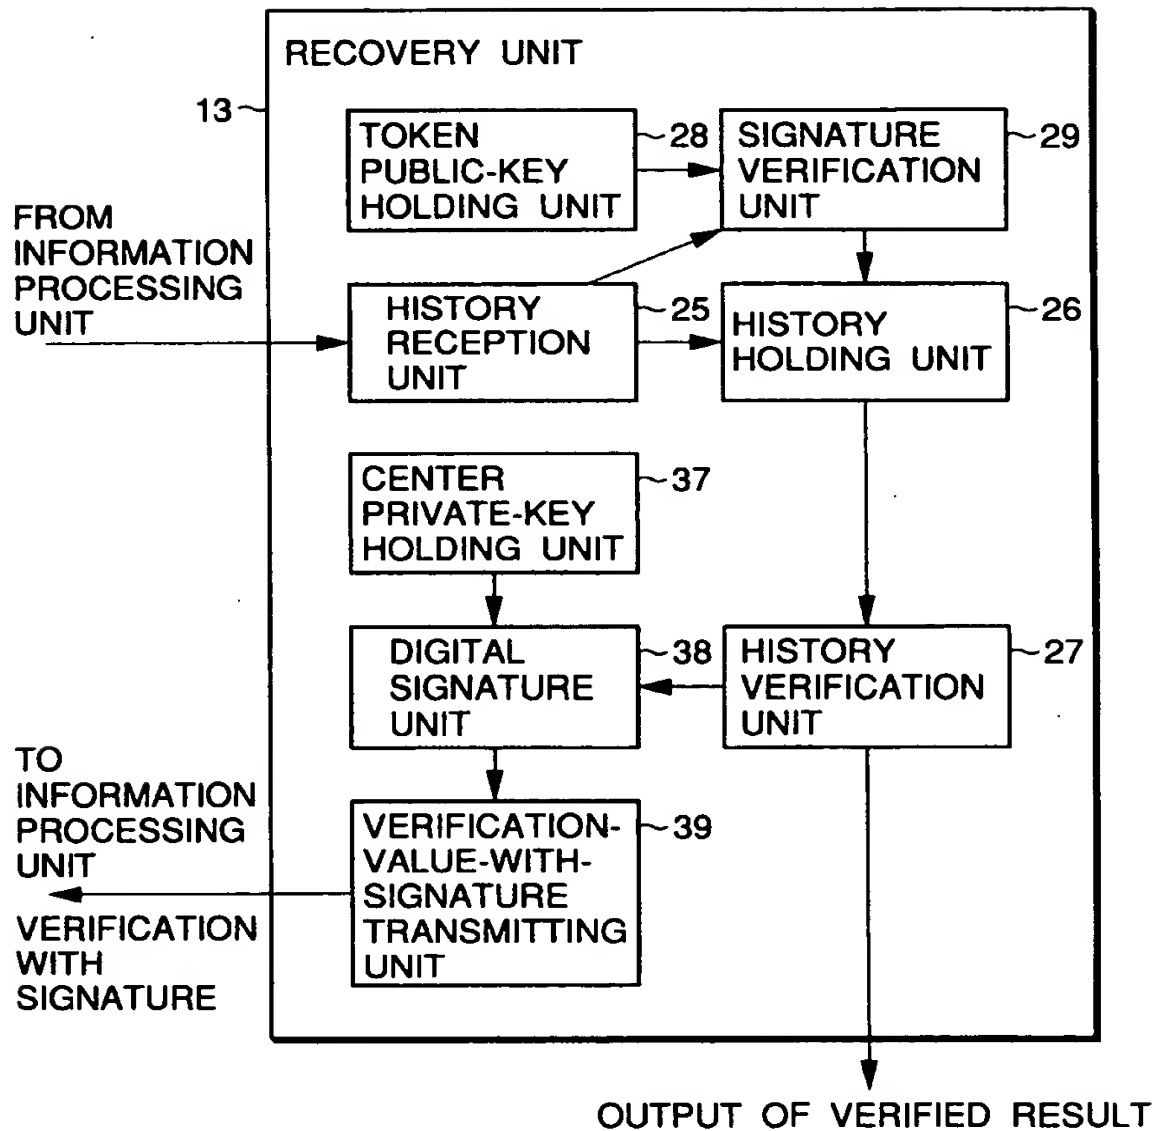 RECOVERY UNIT
13
TOKEN
PUBLIC-KEY
HOLDING UNIT
28
SIGNATURE
VERIFICATION
UNIT
29
FROM
INFORMATION
PROCESSING
UNIT
HISTORY
RECEPTION
UNIT
25
HISTORY
HOLDING UNIT
26
CENTER
PRIVATE-KEY
HOLDING UNIT
37
DIGITAL
SIGNATURE
UNIT
38
HISTORY
VERIFICATION
UNIT
27
TO
INFORMATION
PROCESSING
UNIT
VERIFICATION-
VALUE-WITH-
SIGNATURE
TRANSMITTING
UNIT
39
VERIFICATION
WITH
SIGNATURE
OUTPUT OF VERIFIED RESULT